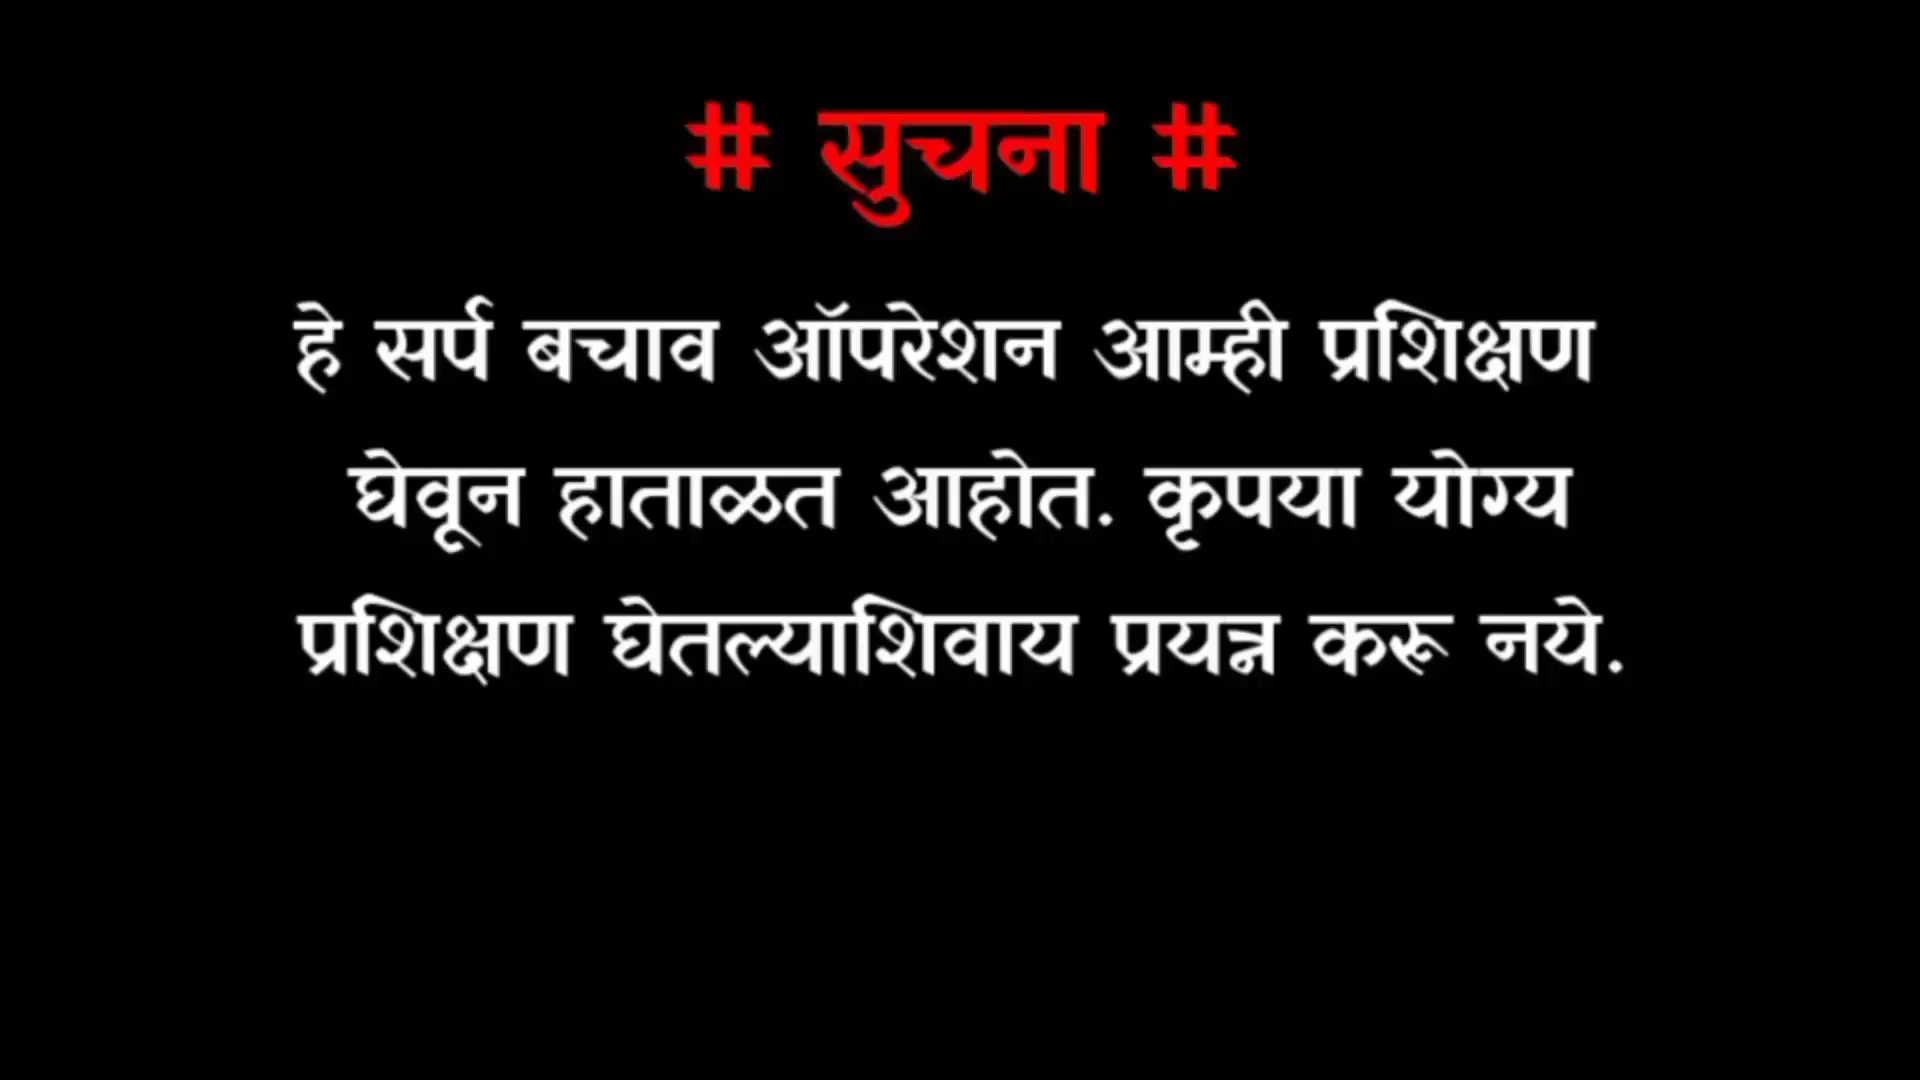 # सुचना #
हे सर्प बचाव ऑपरेशन आम्ही प्रशिक्षण
घेवून हाताळत आहोत. कृपया योग्य
प्रशिक्षण घेतल्याशिवाय प्रयत्न करू नये.